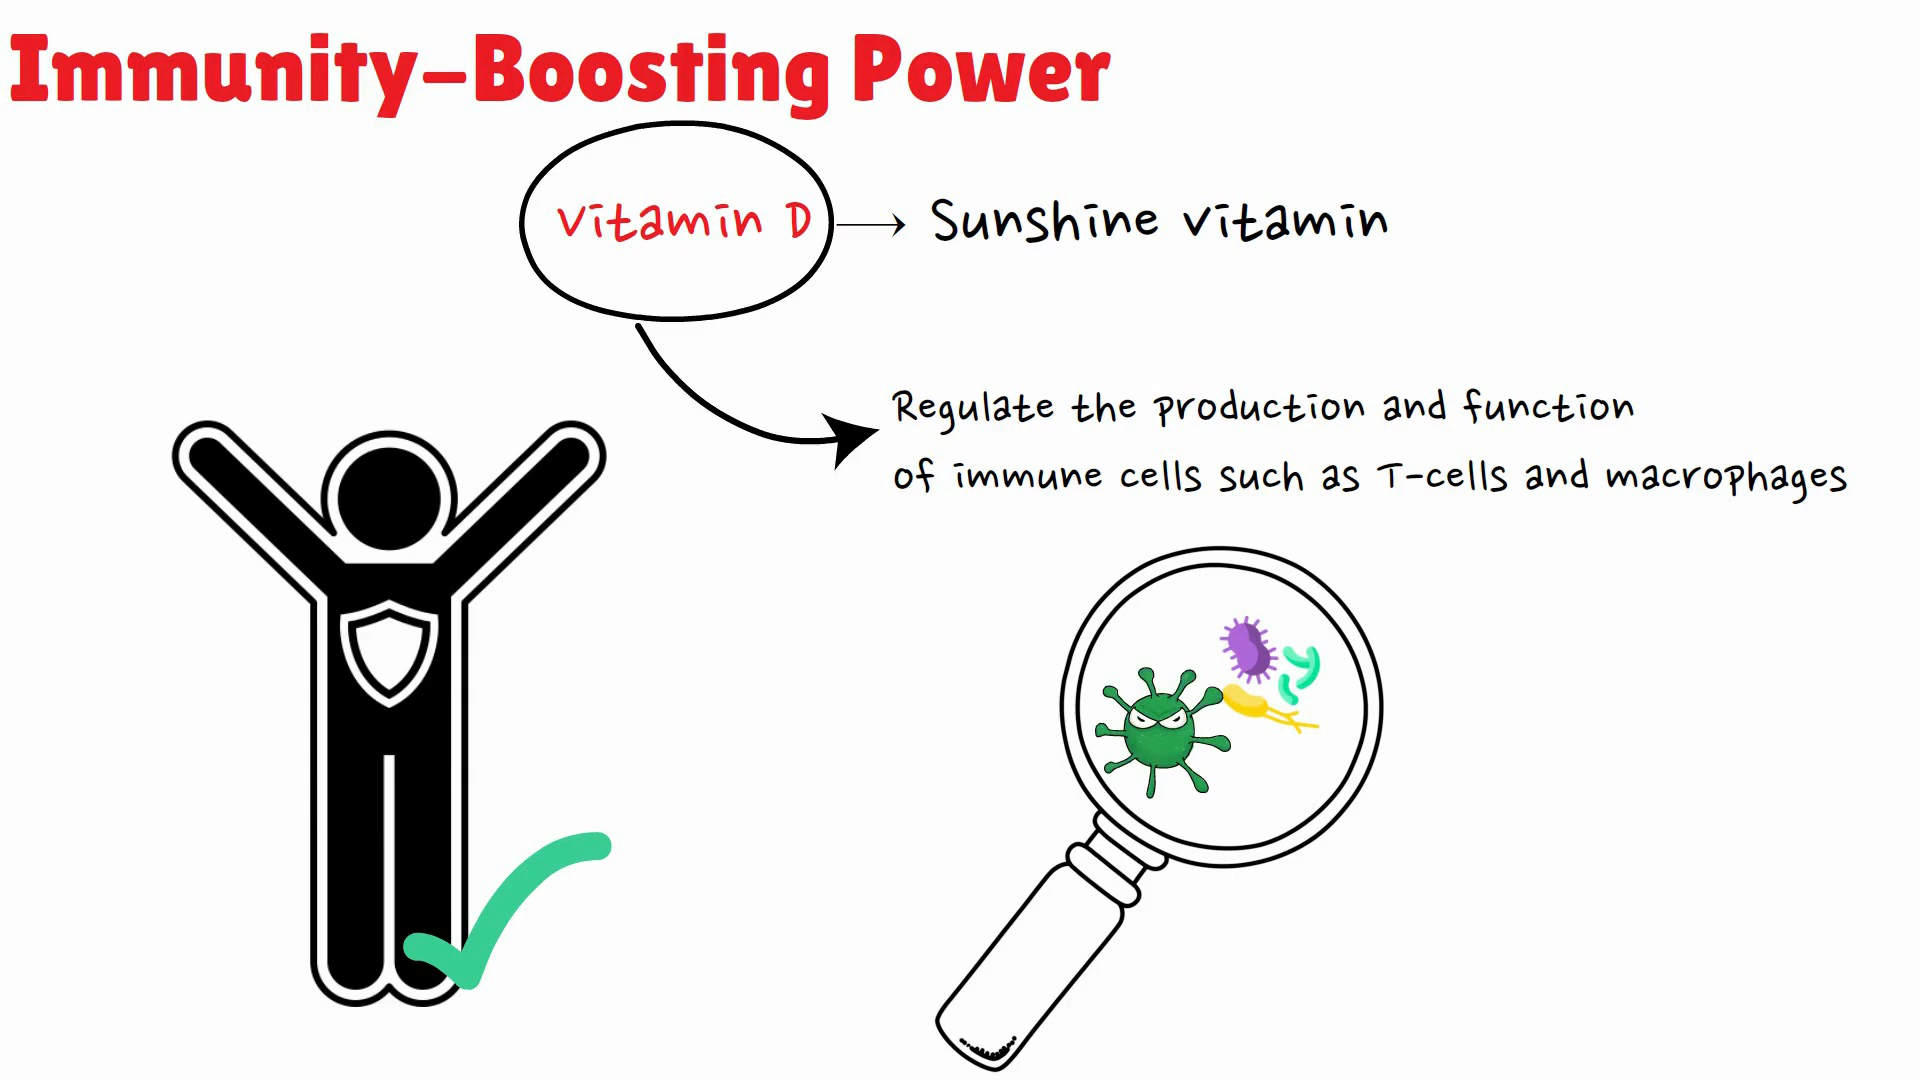 Immunity-Boosting Power
Vitamin D → Sunshine vitamin
Regulate the production and function
of immune cells such as T-cells and macrophages